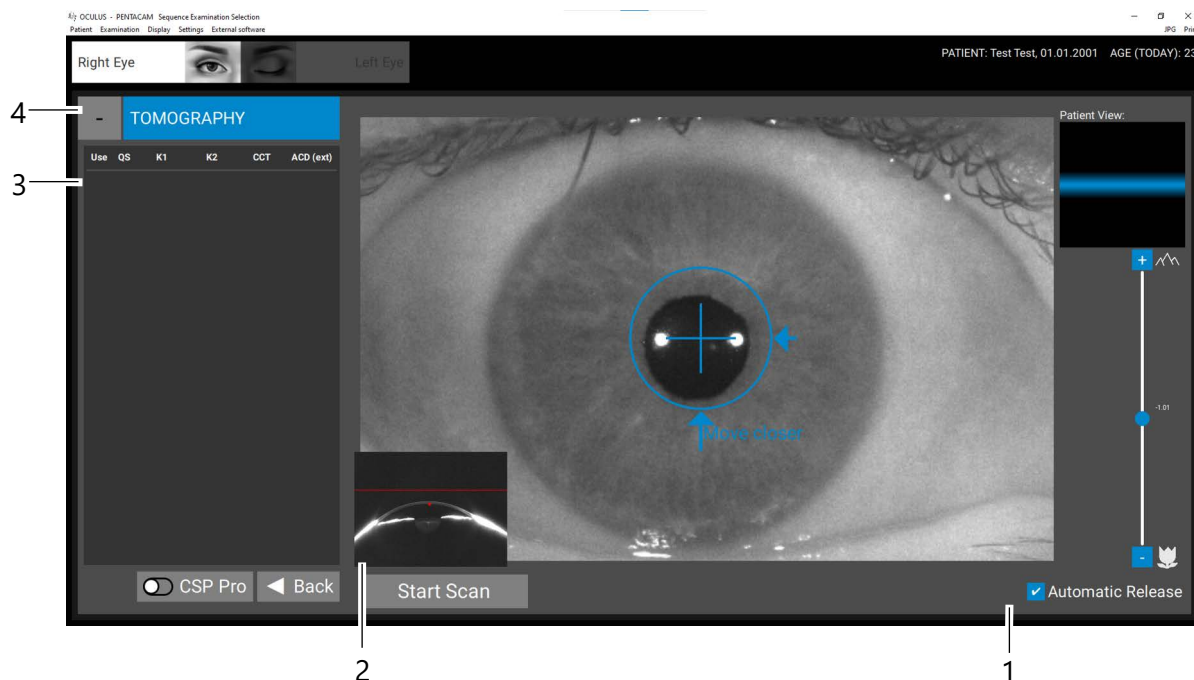 OCULUS - PENTACAM Sequence Examination Selection
Patient Examination Display Settings External software
JPG Prin
Right Eye
Left Eye
PATIENT: Test Test, 01.01.2001 AGE (TODAY): 23
4
- TOMOGRAPHY
Patient View:
Use QS K1 K2 CCT ACD (ext)
3
+
-1.01
Move closer
-
CSP Pro
Back
Start Scan
Automatic Release
2
1